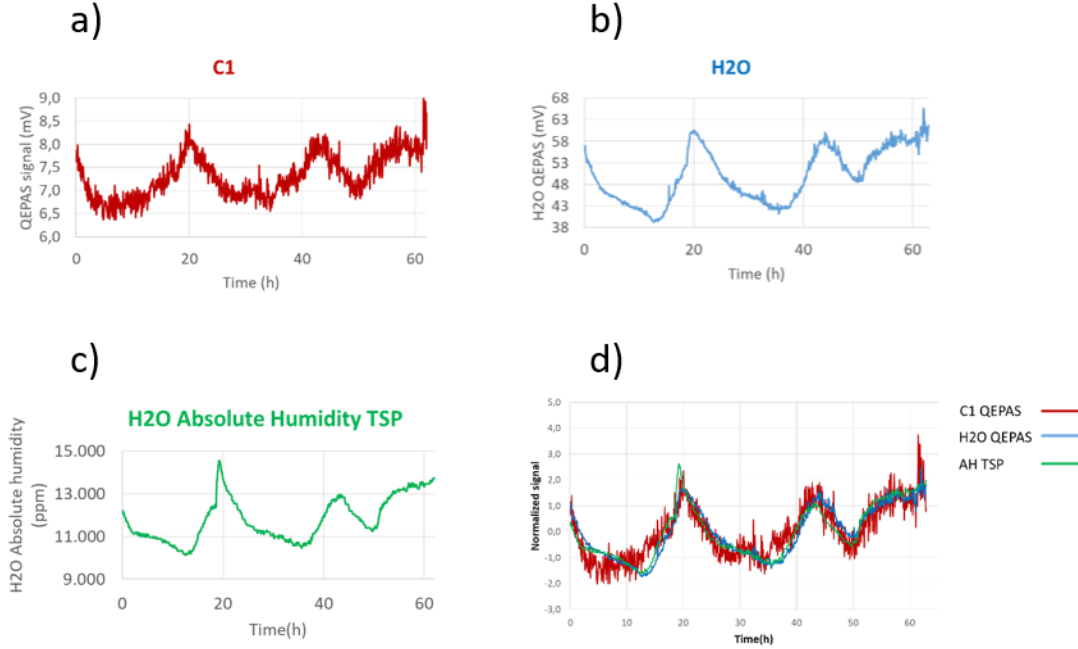 a)
C1
QEPAS signal (mV)
9,0
8,0
7,5
7,0
6,5
6,0
0
20
40
60
Time (h)
b)
H2O
H2O QEPAS (mV)
68
63
58
53
48
43
38
0
20
40
60
Time (h)
c)
H2O Absolute Humidity TSP
H2O Absolute humidity
(ppm)
15.000
13.000
11.000
9.000
0
20
40
60
Time(h)
d)
Normalized signal
5,0
4,0
3,0
2,0
1,0
0,0
-1,0
-2,0
-3,0
0
10
20
30
40
50
60
Time(h)
C1 QEPAS
H2O QEPAS
AH TSP